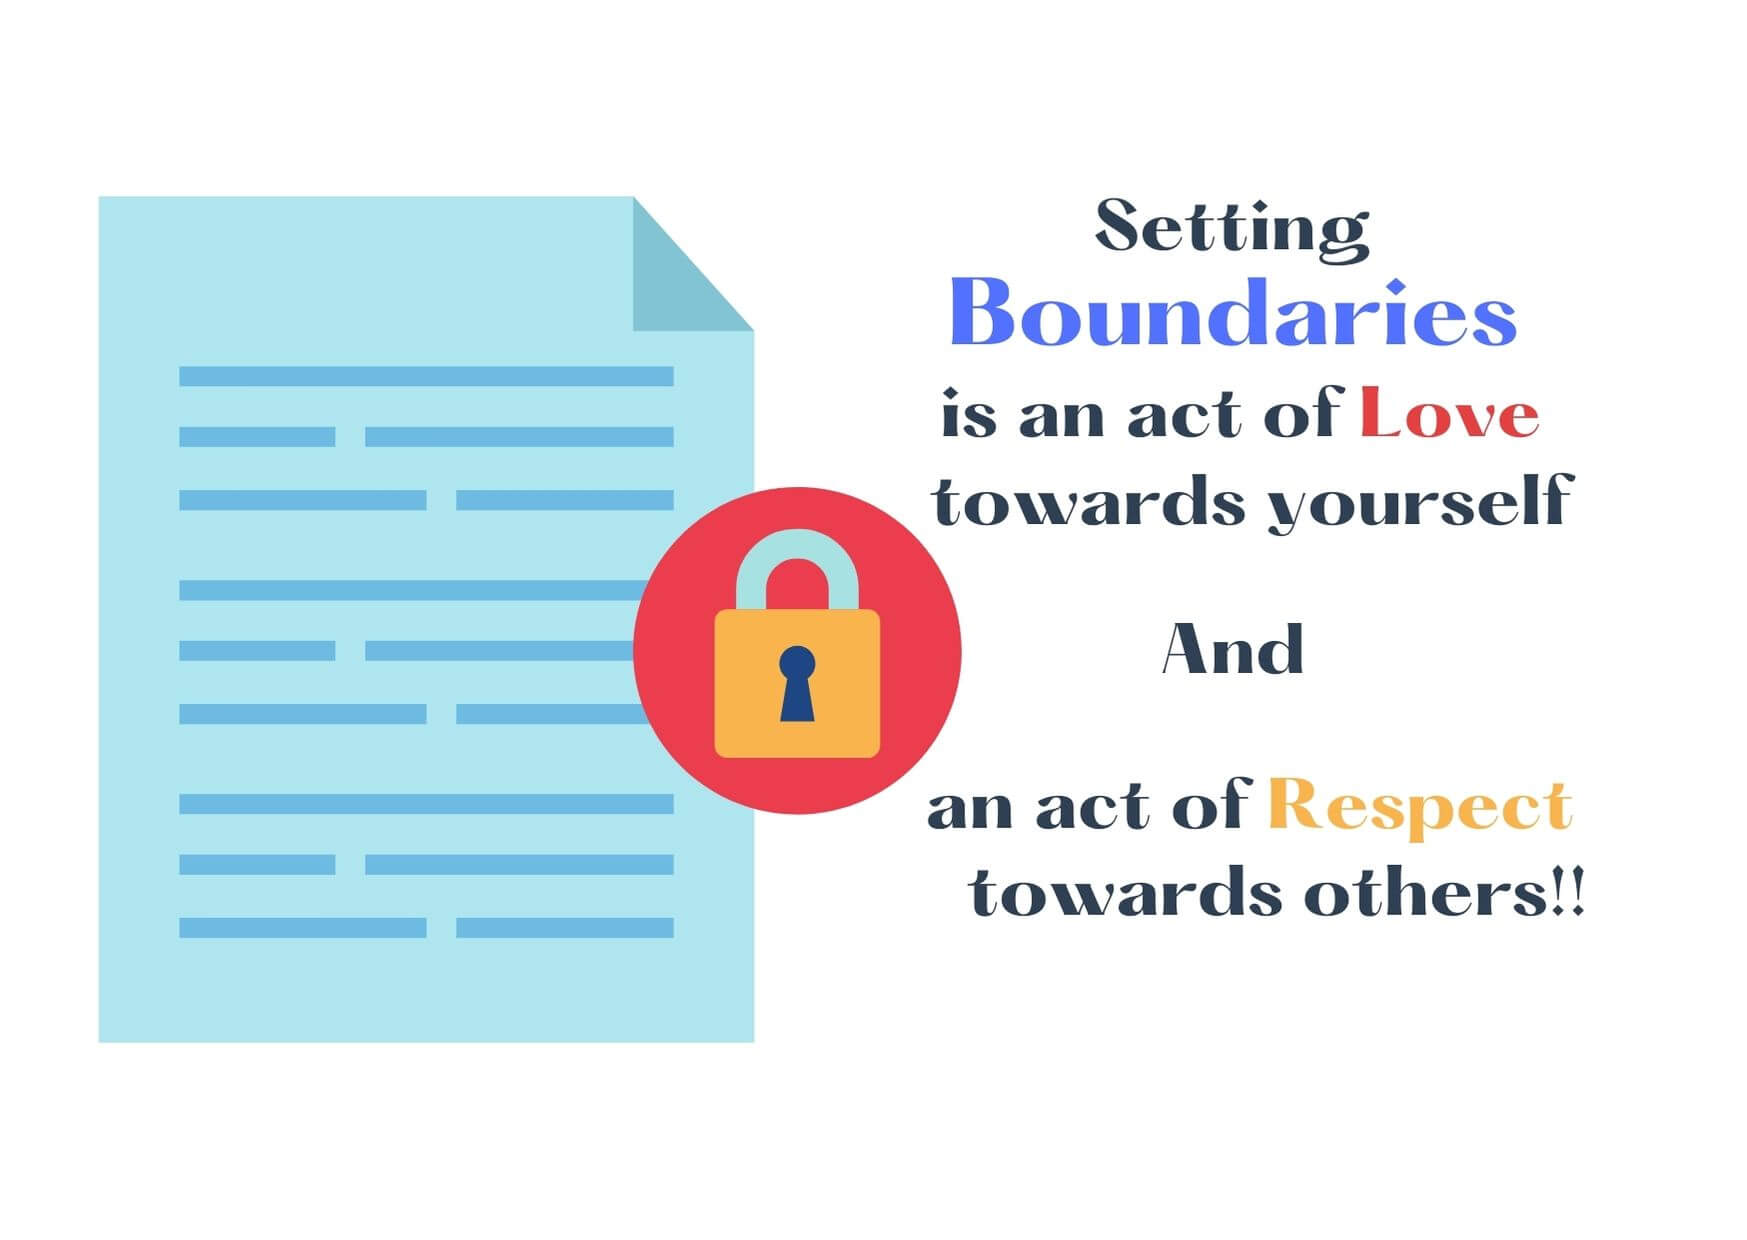 Setting
Boundaries
is an act of Love
towards yourself
And
an act of Respect
towards others!!